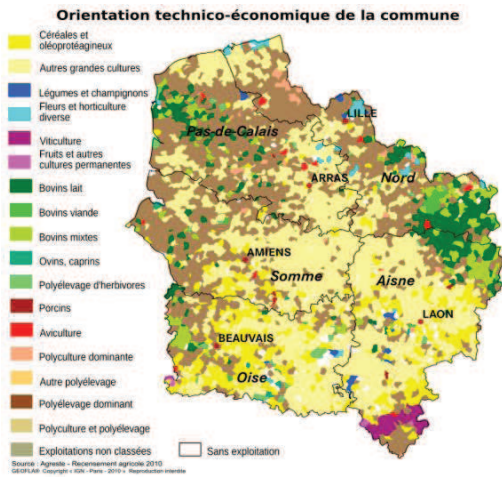 Orientation technico-économique de la commune
Céréales et
oléoprotéagineux
Autres grandes cultures
Légumes et champignons
Fleurs et horticulture
diverse
Viticulture
Fruits et autres
cultures permanentes
Bovins lait
Bovins viande
Bovins mixtes
Ovins, caprins
Polyélevage d'herbivores
Porcins
Aviculture
Polyculture dominante
Autre polyélevage
Polyélevage dominant
Polyculture et polyélevage
Exploitations non classées
Sans exploitation
LILLE
Pas-de-Calais
Nord
ARRAS
AMIENS
Somme
Aisne
LAON
BEAUVAIS
Oise
Source : Agreste - Recensement agricole 2010
GEOFLA® Copyright « IGN - Paris - 2010 » Reproduction interdite